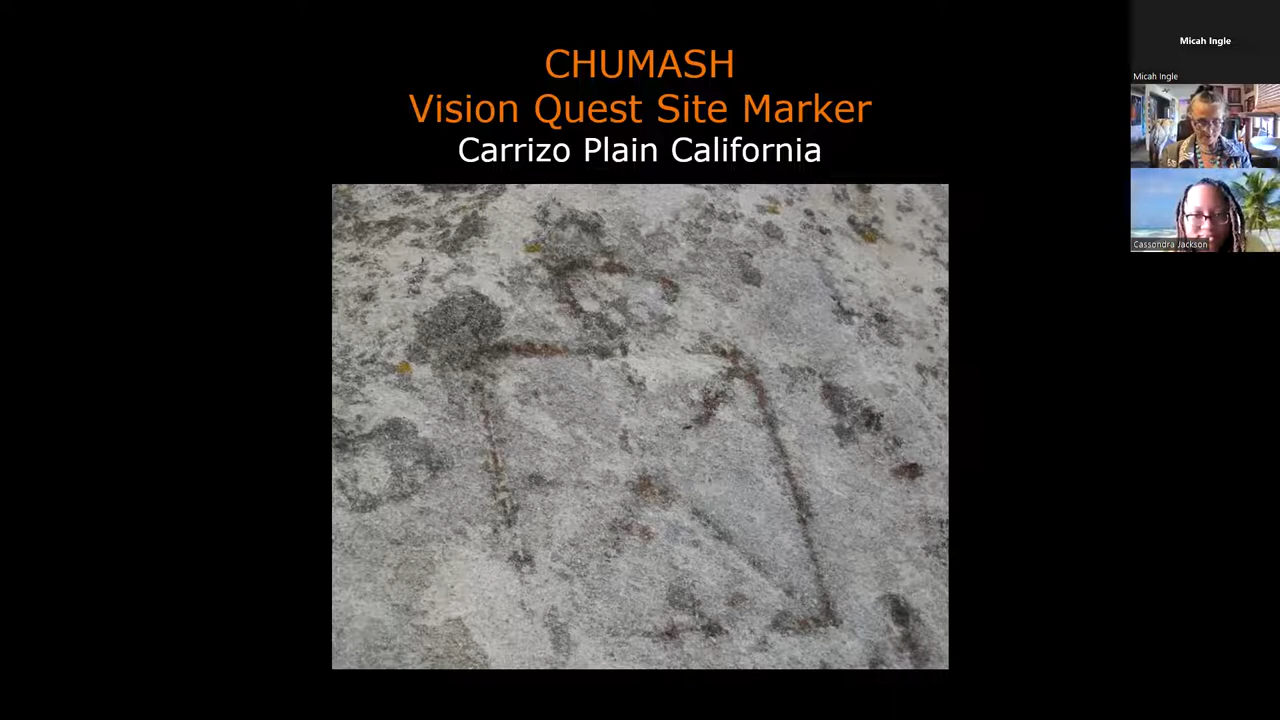 CHUMASH
Vision Quest Site Marker
Carrizo Plain California
Micah Ingle
Micah Ingle
Cassondra Jackson